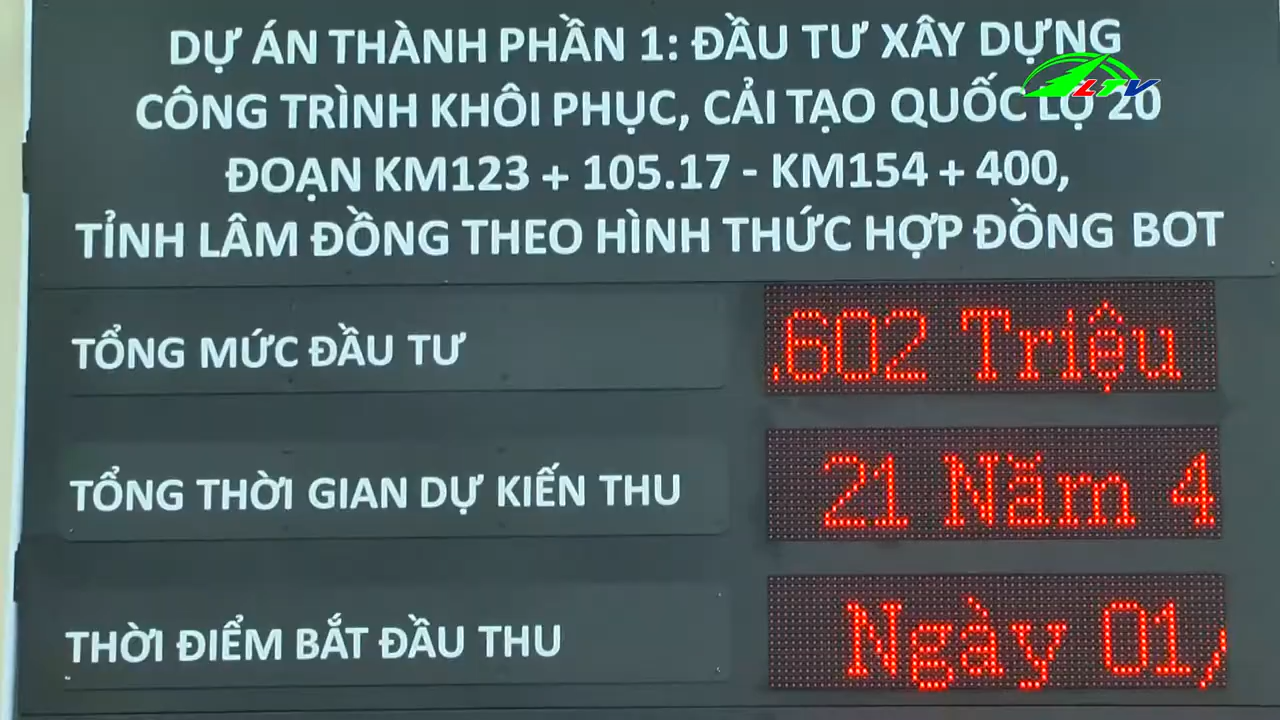 DỰ ÁN THÀNH PHẦN 1: ĐẦU TƯ XÂY DỰNG
LTV
CÔNG TRÌNH KHÔI PHỤC, CẢI TẠO QUỐC LỘ 20
ĐOẠN KM123 + 105.17 - KM154 + 400,
TỈNH LÂM ĐỒNG THEO HÌNH THỨC HỢP ĐỒNG BOT
TỔNG MỨC ĐẦU TƯ
.602 Triệu
TỔNG THỜI GIAN DỰ KIẾN THU
21 Năm 4
THỜI ĐIỂM BẮT ĐẦU THU
Ngày 01/